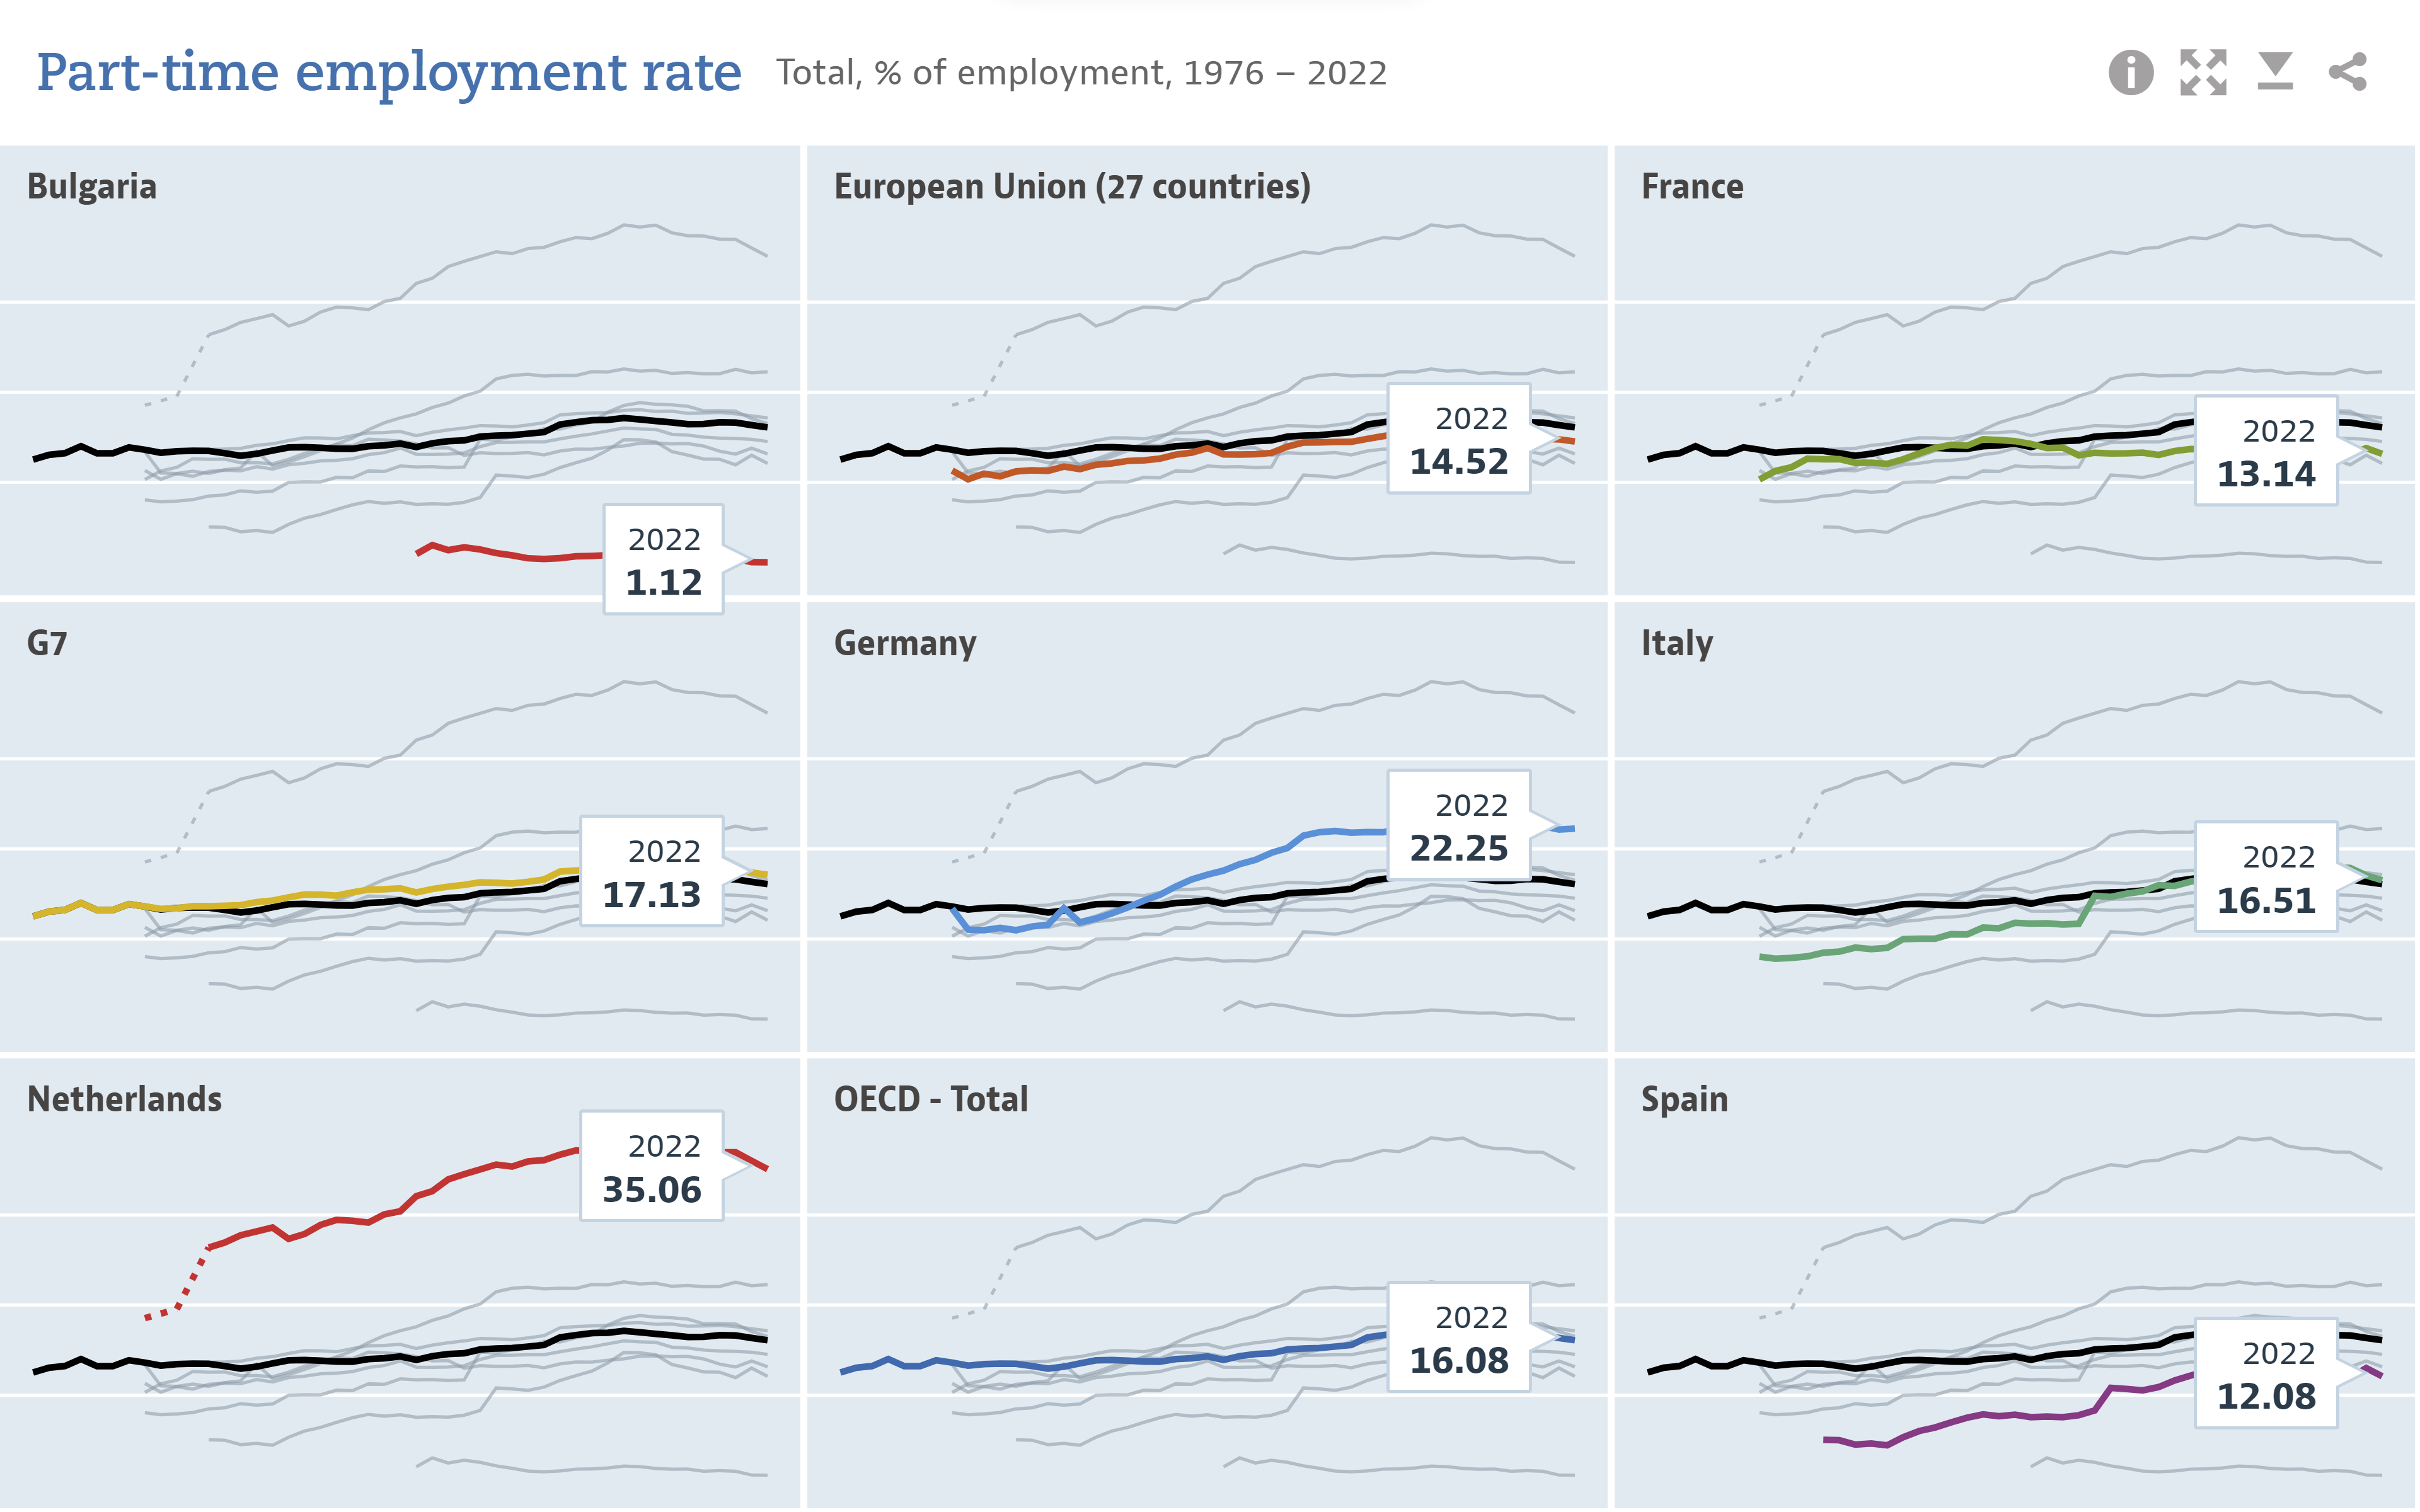 Part-time employment rate Total, % of employment, 1976 – 2022
Bulgaria
2022
1.12
European Union (27 countries)
2022
14.52
France
2022
13.14
G7
2022
17.13
Germany
2022
22.25
Italy
2022
16.51
Netherlands
2022
35.06
OECD - Total
2022
16.08
Spain
2022
12.08